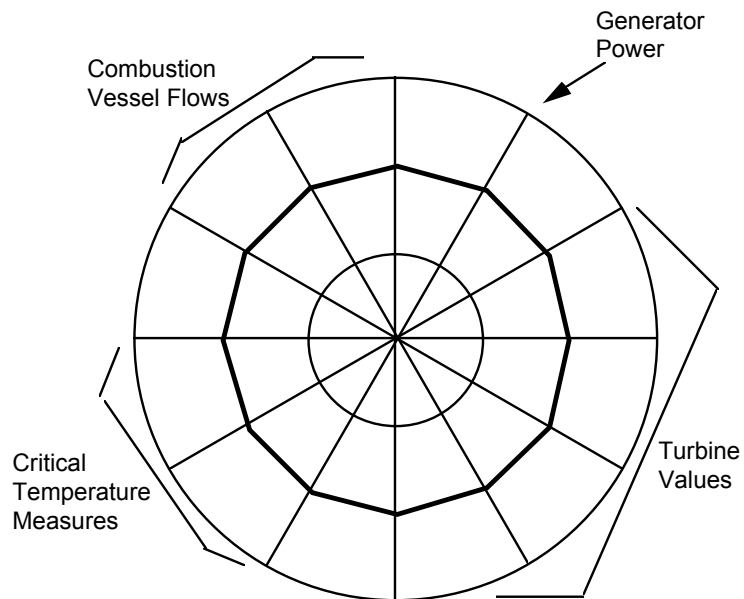 Generator
Power
Combustion
Vessel Flows
Turbine
Values
Critical
Temperature
Measures